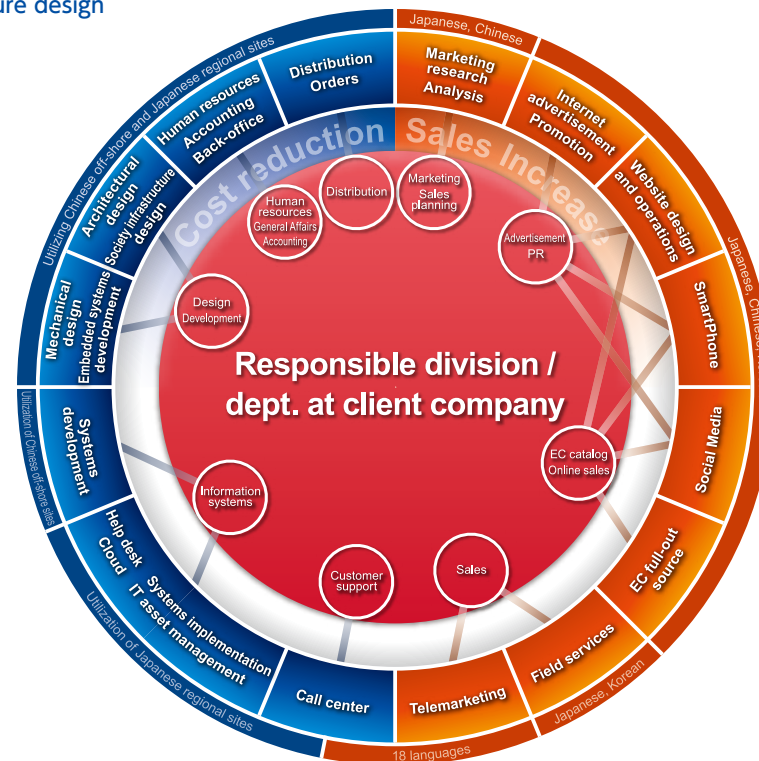 ure design
Japanese, Chinese
Utilizing Chinese off-shore and Japanese regional sites
Distribution
Orders
Marketing
research
Analysis
Human resources
Accounting
Back-office
Internet
advertisement
Promotion
Cost reduction
Sales Increase
Architectural
design
Society infrastructure
design
Website design
and operations
Human
resources
General Affairs
Accounting
Distribution
Marketing
Sales
planning
Advertisement
PR
Japanese, Chinese,
Mechanical
design
Embedded systems
development
Design
Development
SmartPhone
Responsible division /
dept. at client company
Utilization of Chinese off-shore sites
Systems
development
Social Media
EC catalog
Online sales
Information
systems
Help desk
Cloud
Systems implementation
IT asset management
EC full-out
source
Customer
support
Sales
Field services
Utilization of Japanese regional sites
Call center
Telemarketing
Japanese, Korean
18 languages